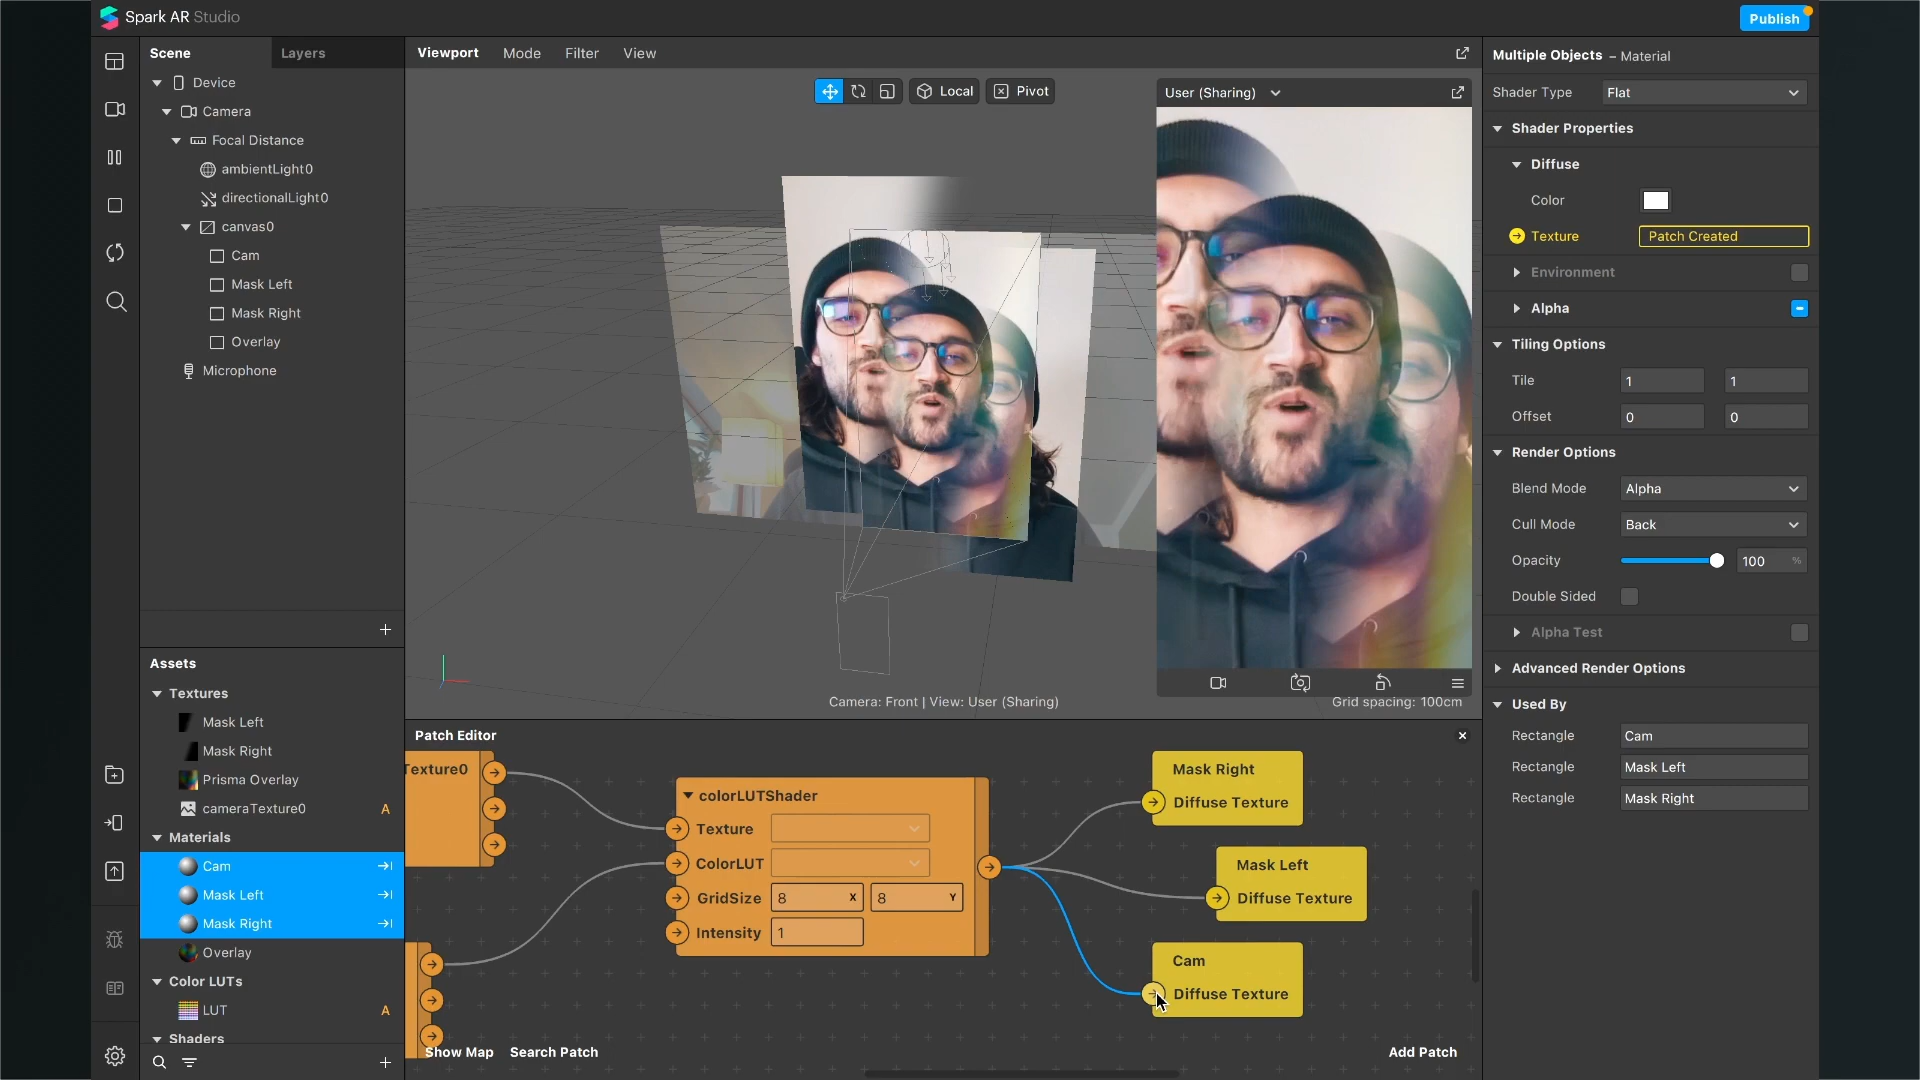 Spark AR Studio
Publish
Scene
Layers
Device
Camera
Focal Distance
ambientLight0
directionalLight0
canvas0
Cam
Mask Left
Mask Right
Overlay
Microphone
Assets
Textures
Mask Left
Mask Right
Prisma Overlay
cameraTexture0 A
Materials
Cam
Mask Left
Mask Right
Overlay
Color LUTs
LUT A
Shaders
Viewport Mode Filter View
Local
Pivot
User (Sharing)
Camera: Front | View: User (Sharing)
Grid spacing: 100cm
Patch Editor
Texture0
colorLUTShader
Texture
ColorLUT
GridSize 8 X 8 Y
Intensity 1
Mask Right
Diffuse Texture
Mask Left
Diffuse Texture
Cam
Diffuse Texture
Show Map Search Patch
Add Patch
Multiple Objects – Material
Shader Type Flat
Shader Properties
Diffuse
Color
Texture Patch Created
Environment
Alpha
Tiling Options
Tile 1 1
Offset 0 0
Render Options
Blend Mode Alpha
Cull Mode Back
Opacity 100 %
Double Sided
Alpha Test
Advanced Render Options
Used By
Rectangle Cam
Rectangle Mask Left
Rectangle Mask Right